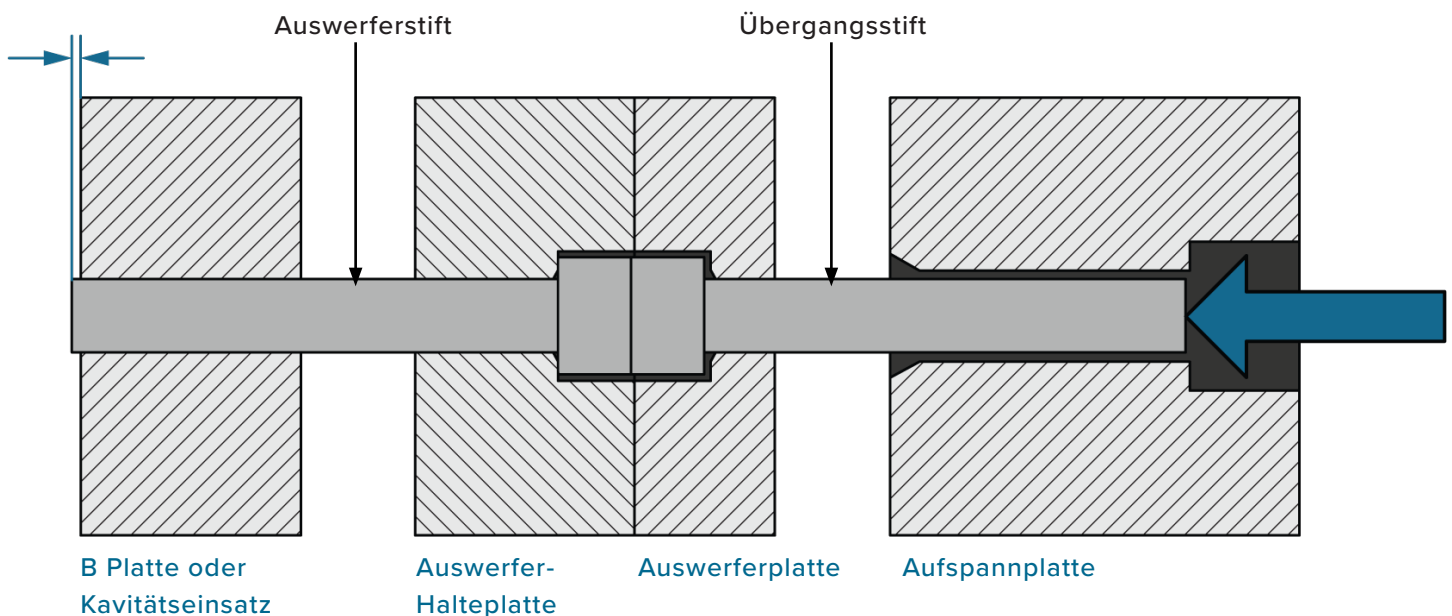 Auswerferstift
Übergangsstift
B Platte oder
Kavitätseinsatz
Auswerfer-
Halteplatte
Auswerferplatte
Aufspannplatte